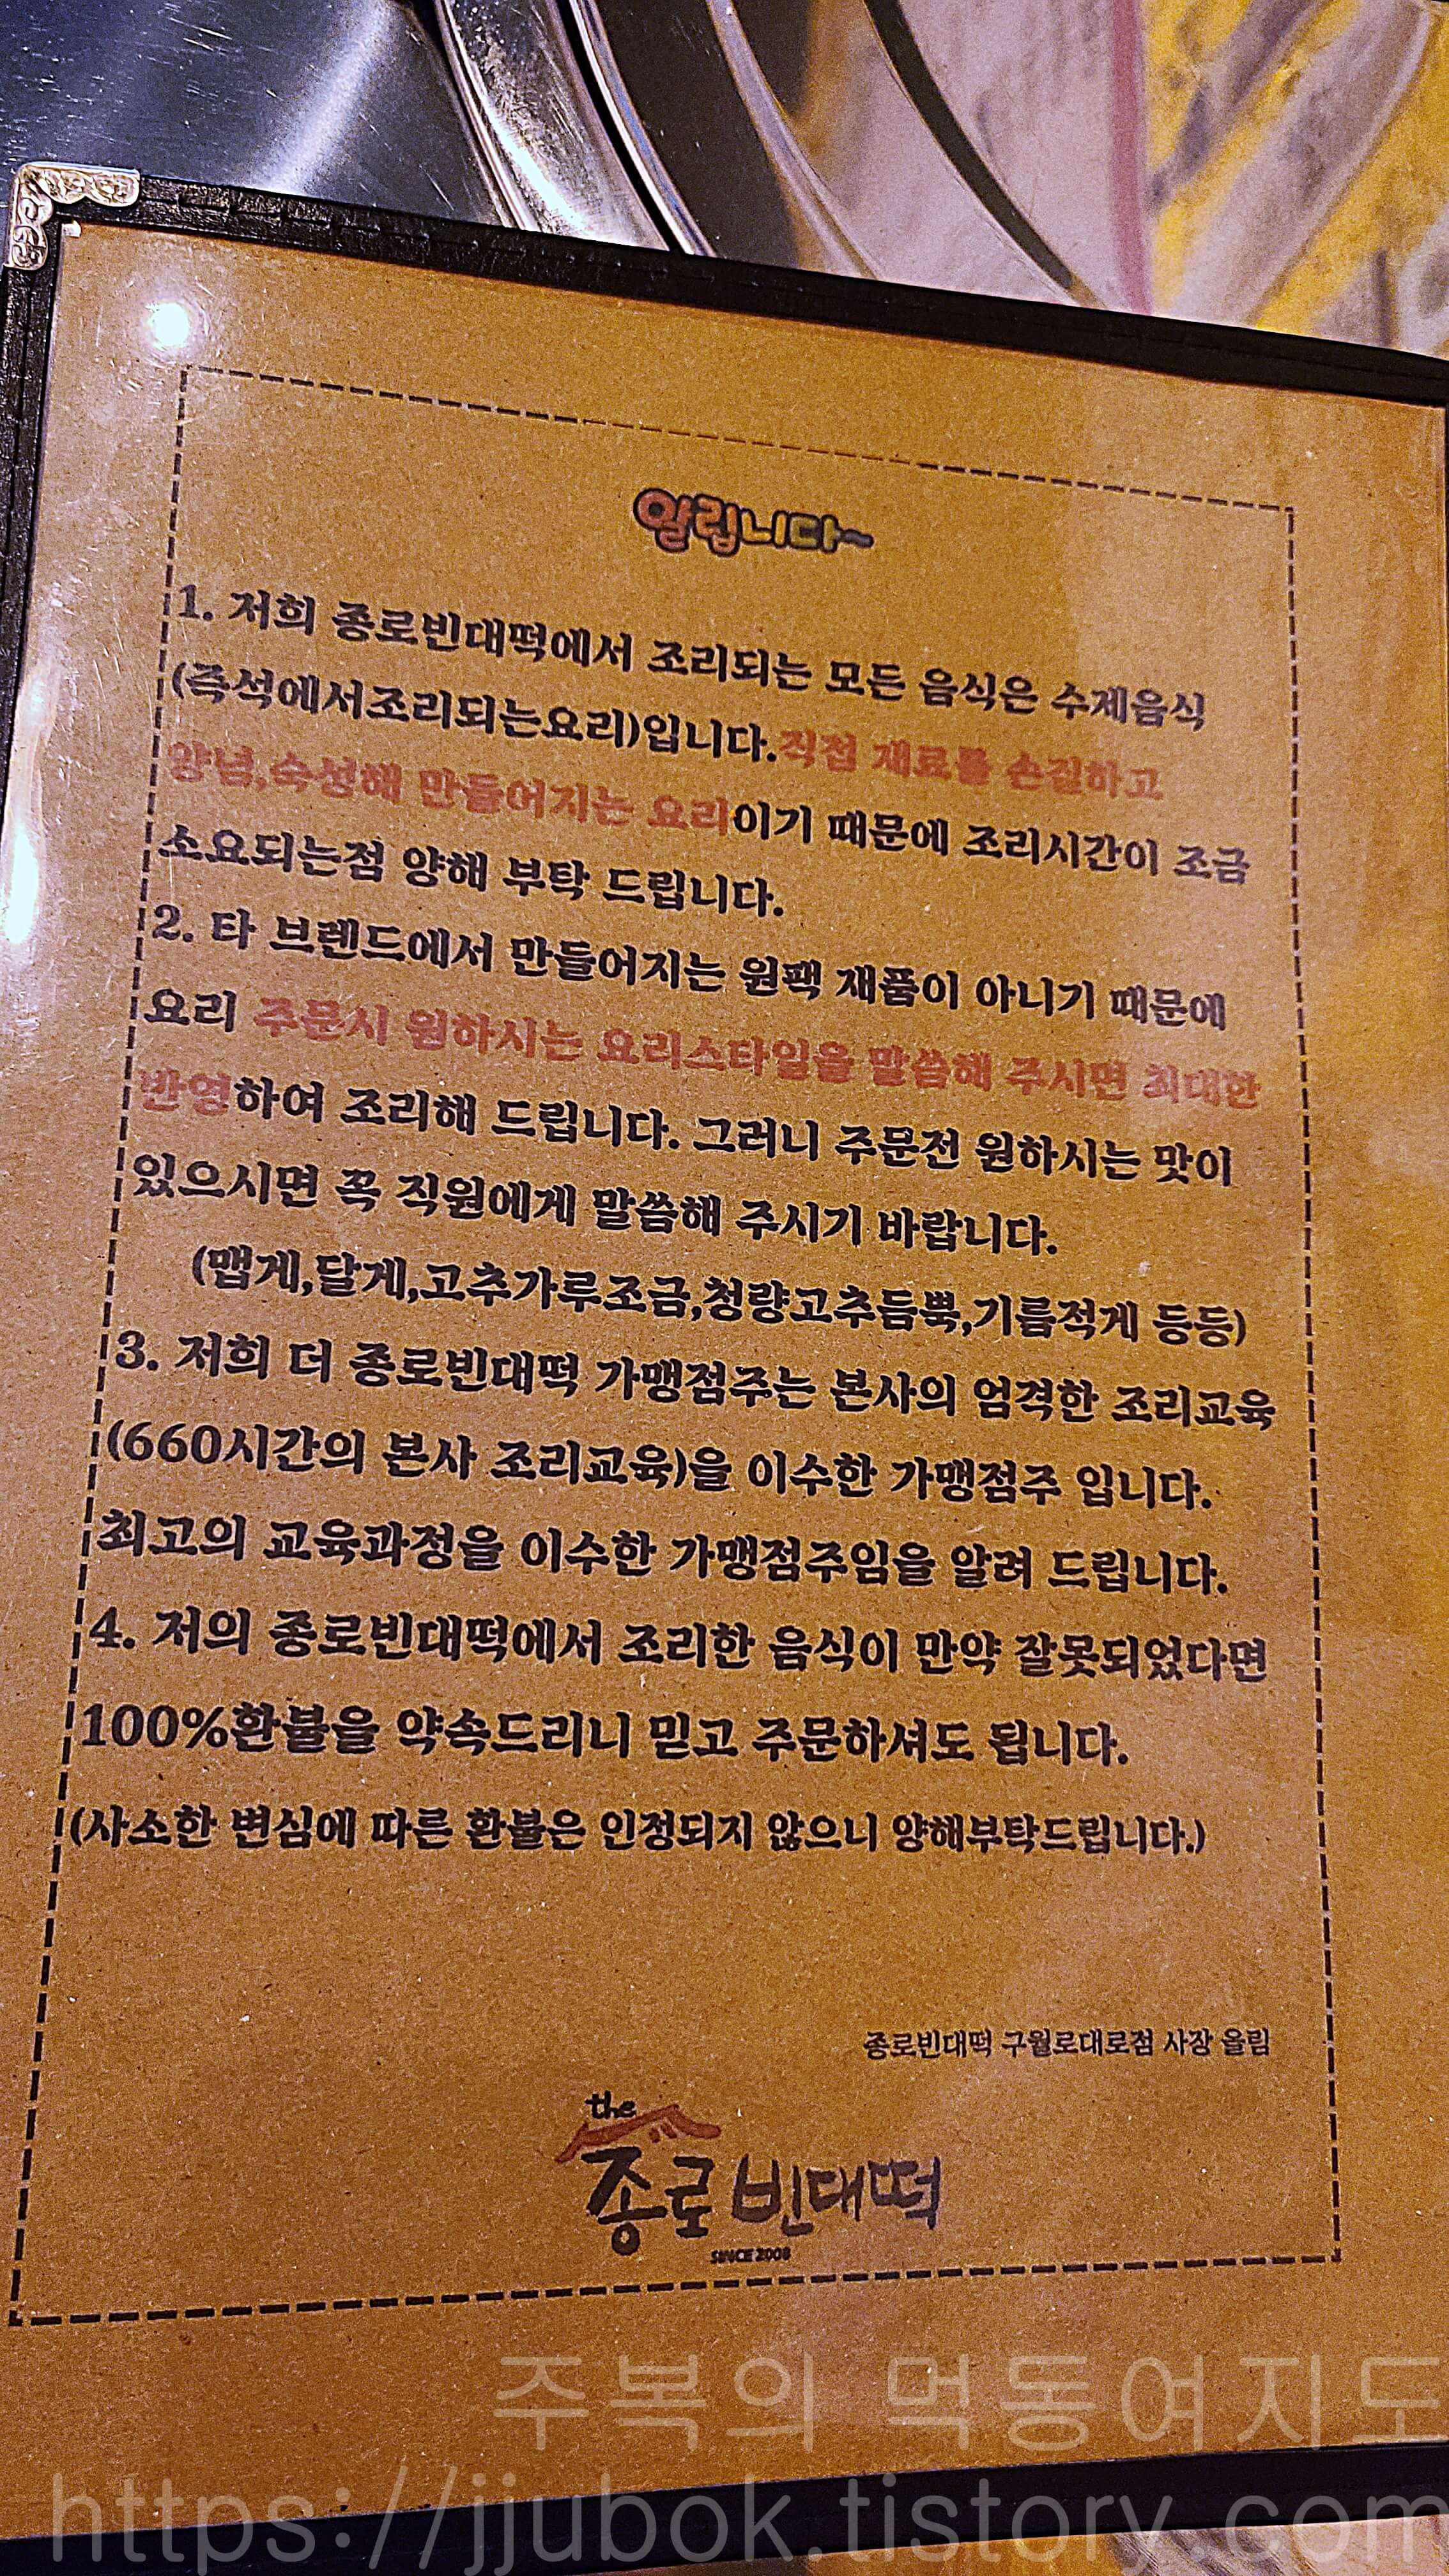 알립니다~
1. 저희 종로빈대떡에서 조리되는 모든 음식은 수제음식
(즉석에서조리되는요리)입니다.직접 재료를 손질하고
양념,숙성해 만들어지는 요리이기 때문에 조리시간이 조금
소요되는점 양해 부탁 드립니다.
2. 타 브렌드에서 만들어지는 원팩 재품이 아니기 때문에
요리 주문시 원하시는 요리스타일을 말씀해 주시면 최대한
반영하여 조리해 드립니다. 그러니 주문전 원하시는 맛이
있으시면 꼭 직원에게 말씀해 주시기 바랍니다.
(맵게,달게,고추가루조금,청량고추듬뿍,기름적게 등등)
3. 저희 더 종로빈대떡 가맹점주는 본사의 엄격한 조리교육
(660시간의 본사 조리교육)을 이수한 가맹점주 입니다.
최고의 교육과정을 이수한 가맹점주임을 알려 드립니다.
4. 저의 종로빈대떡에서 조리한 음식이 만약 잘못되었다면
100%환불을 약속드리니 믿고 주문하셔도 됩니다.
(사소한 변심에 따른 환불은 인정되지 않으니 양해부탁드립니다.)
종로빈대떡 구월로대로점 사장 올림
the
종로빈대떡
SINCE 2008
주복의 먹동여지도
https://jjubok.tistory.com